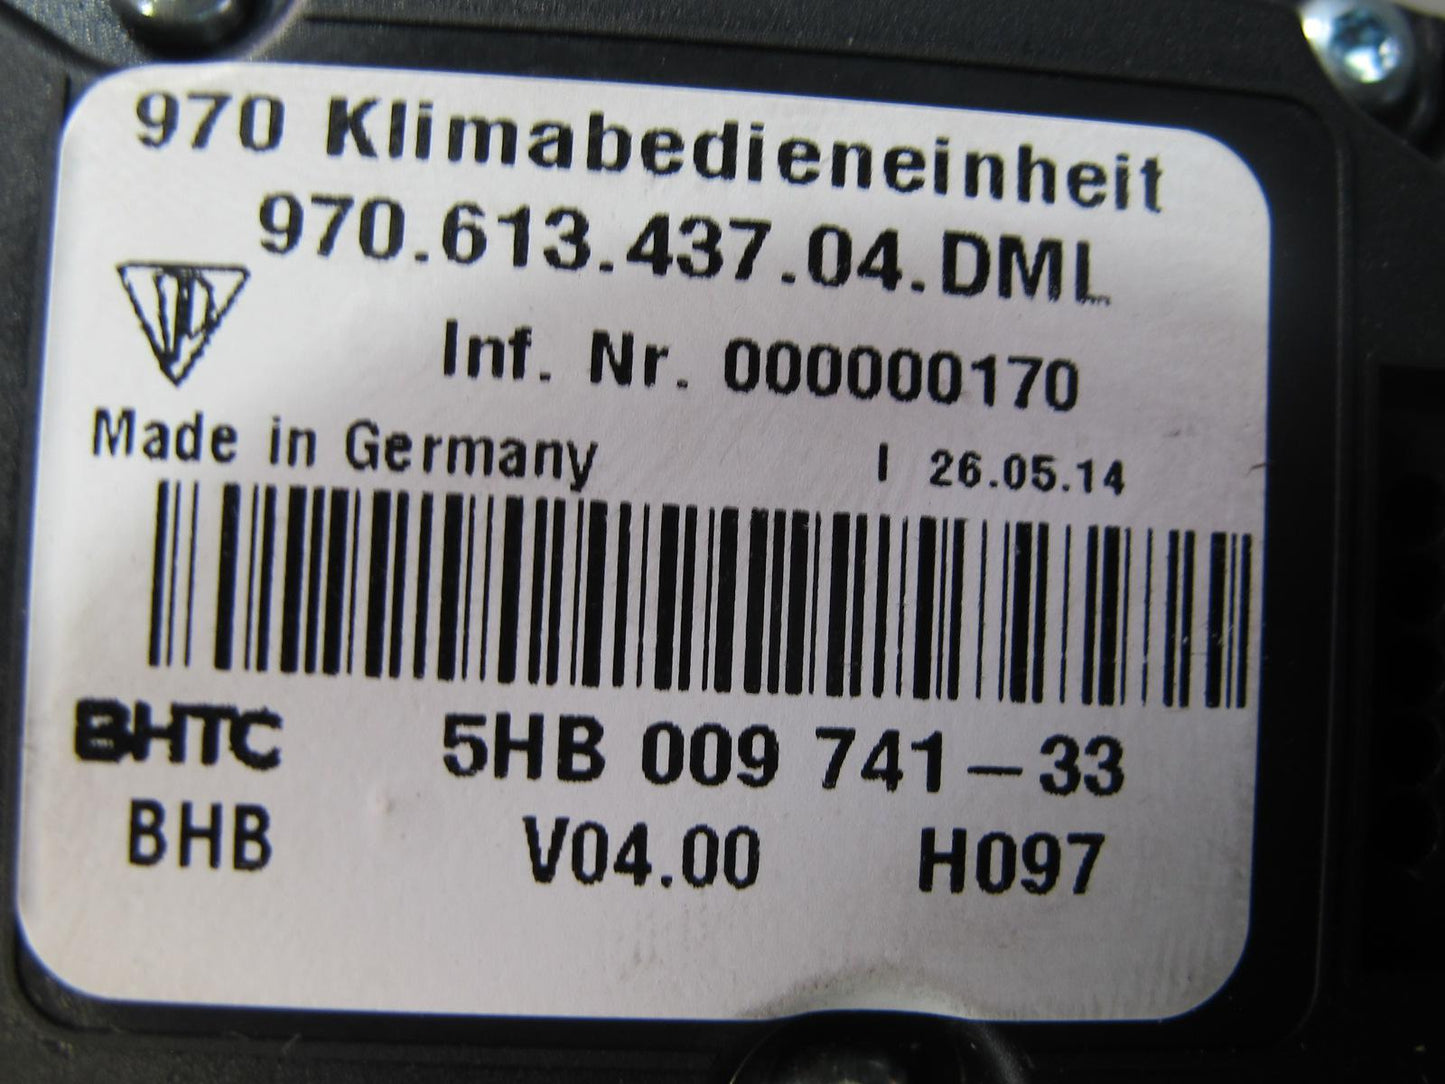 970 Klimabedieneinheit
970.613.437.04.DML
Inf. Nr. 000000170
Made in Germany I 26.05.14
BHTC 5HB 009 741-33
BHB V04.00 H097